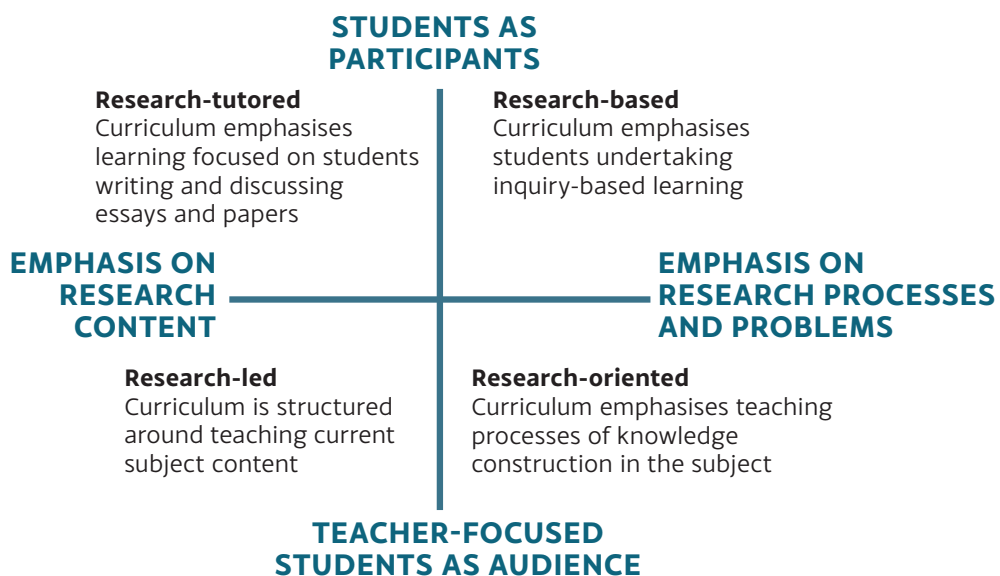 STUDENTS AS
PARTICIPANTS
Research-tutored
Curriculum emphasises
learning focused on students
writing and discussing
essays and papers
Research-based
Curriculum emphasises
students undertaking
inquiry-based learning
EMPHASIS ON
RESEARCH
CONTENT
EMPHASIS ON
RESEARCH PROCESSES
AND PROBLEMS
Research-led
Curriculum is structured
around teaching current
subject content
Research-oriented
Curriculum emphasises teaching
processes of knowledge
construction in the subject
TEACHER-FOCUSED
STUDENTS AS AUDIENCE